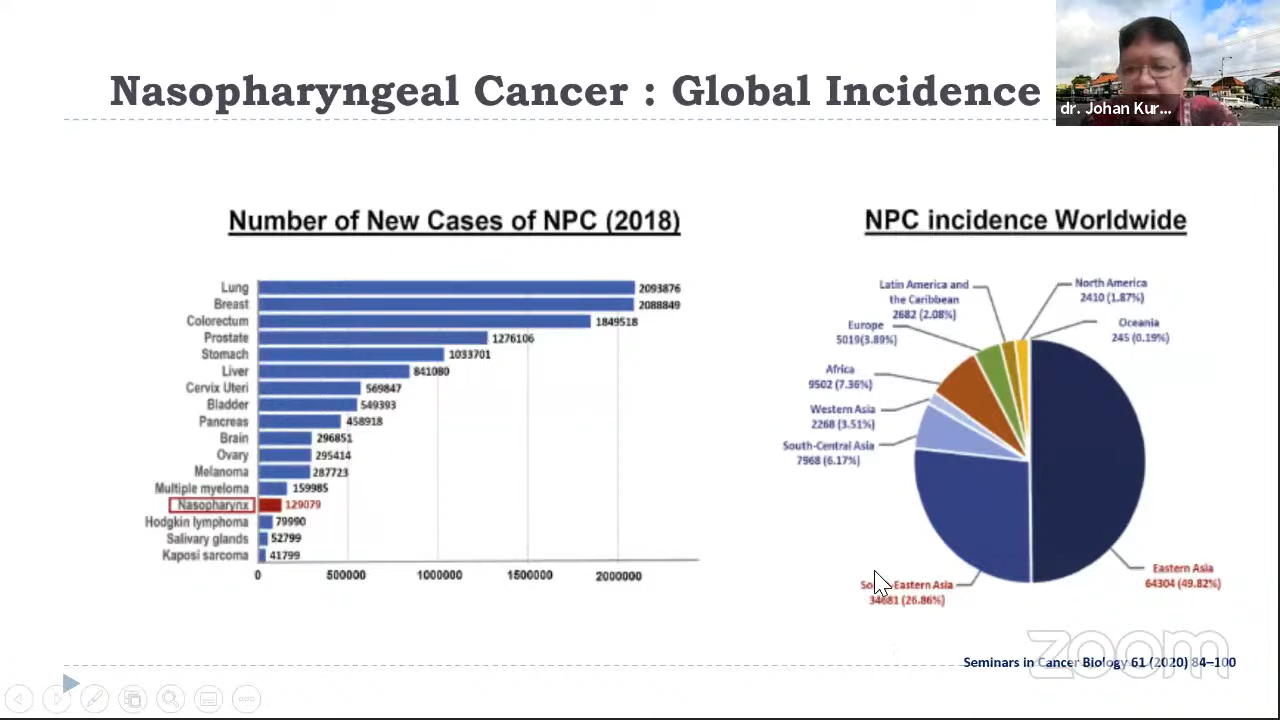 Nasopharyngeal Cancer : Global Incidence
dr. Johan Kur...
Number of New Cases of NPC (2018)
Lung 2093876
Breast 2088849
Colorectum 1849518
Prostate 1276106
Stomach 1033701
Liver 841080
Cervix Uteri 569847
Bladder 549393
Pancreas 458918
Brain 296851
Ovary 295414
Melanoma 287723
Multiple myeloma 159985
Nasopharynx 129079
Hodgkin lymphoma 79990
Salivary glands 52799
Kaposi sarcoma 41799
0 500000 1000000 1500000 2000000
NPC incidence Worldwide
Latin America and
the Caribbean
2682 (2.08%)
North America
2410 (1.87%)
Europe
5019(3.89%)
Oceania
245 (0.19%)
Africa
9502 (7.36%)
Western Asia
2268 (3.51%)
South-Central Asia
7968 (6.17%)
Eastern Asia
34681 (26.86%)
Eastern Asia
64304 (49.82%)
zoom
Seminars in Cancer Biology 61 (2020) 84–100